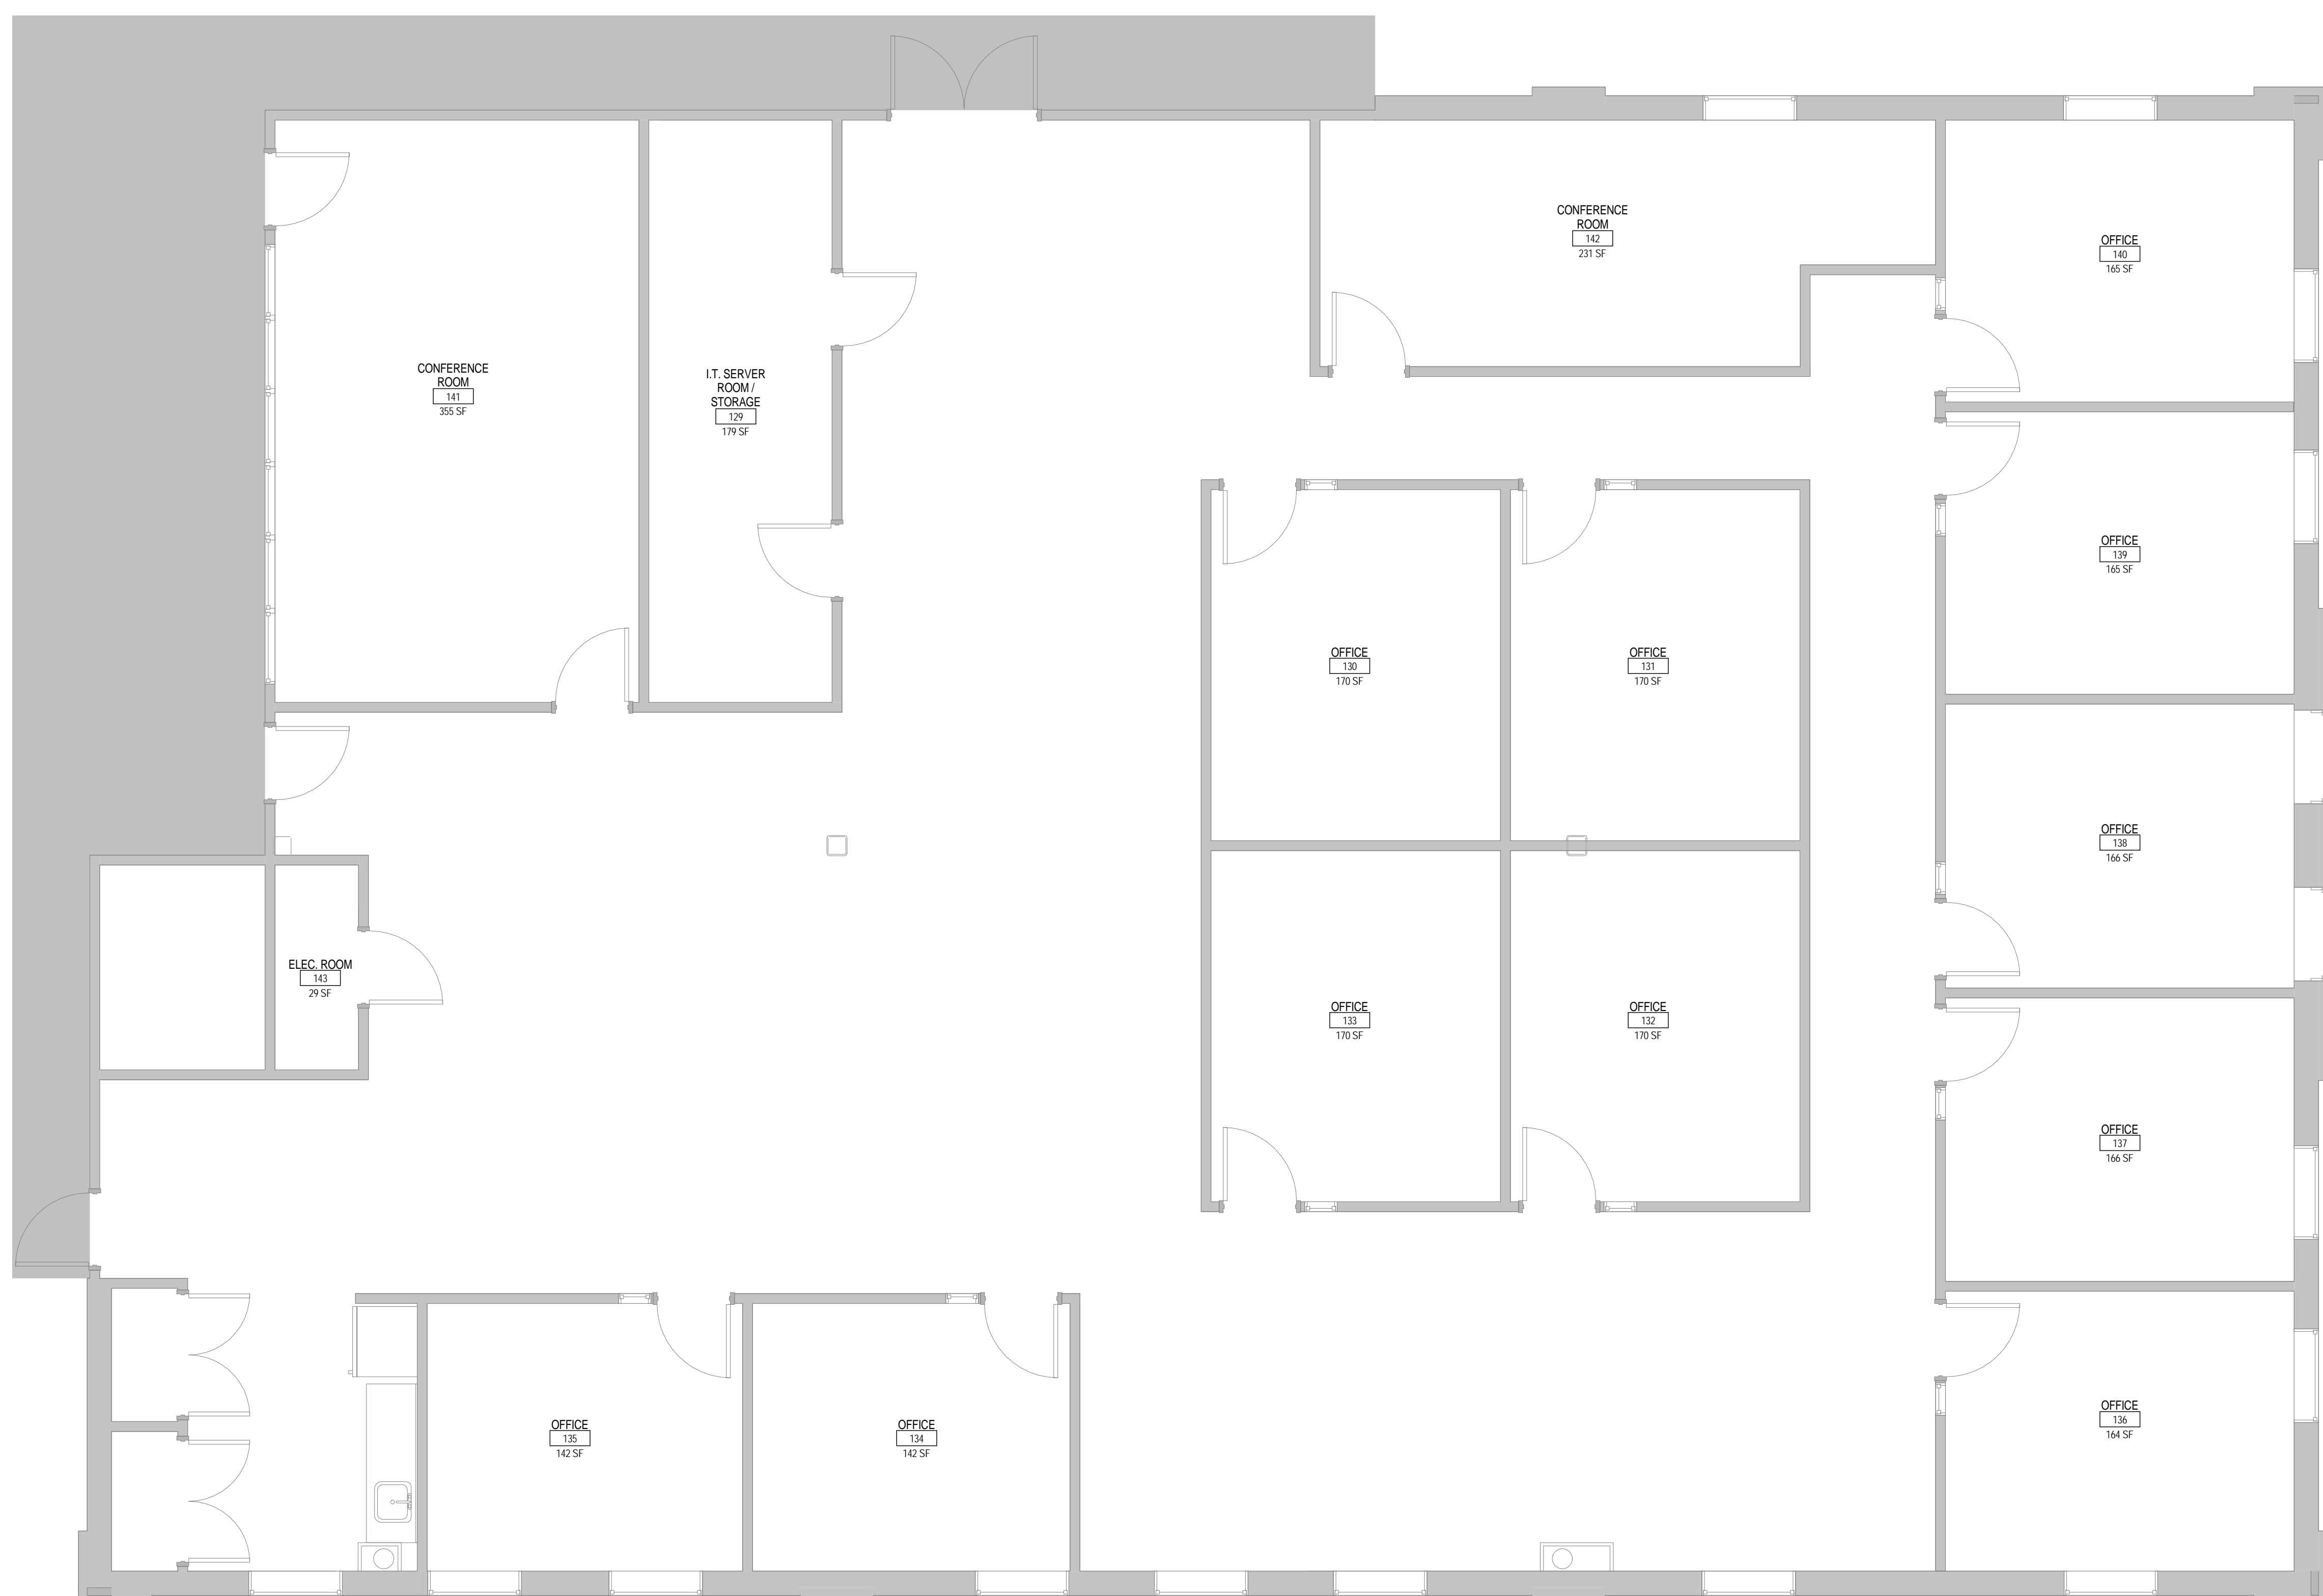 CONFERENCE
ROOM
142
231 SF
OFFICE
140
165 SF
CONFERENCE
ROOM
141
355 SF
I.T. SERVER
ROOM /
STORAGE
129
179 SF
OFFICE
139
165 SF
OFFICE
130
170 SF
OFFICE
131
170 SF
OFFICE
138
166 SF
ELEC. ROOM
143
29 SF
OFFICE
133
170 SF
OFFICE
132
170 SF
OFFICE
137
166 SF
OFFICE
135
142 SF
OFFICE
134
142 SF
OFFICE
136
164 SF